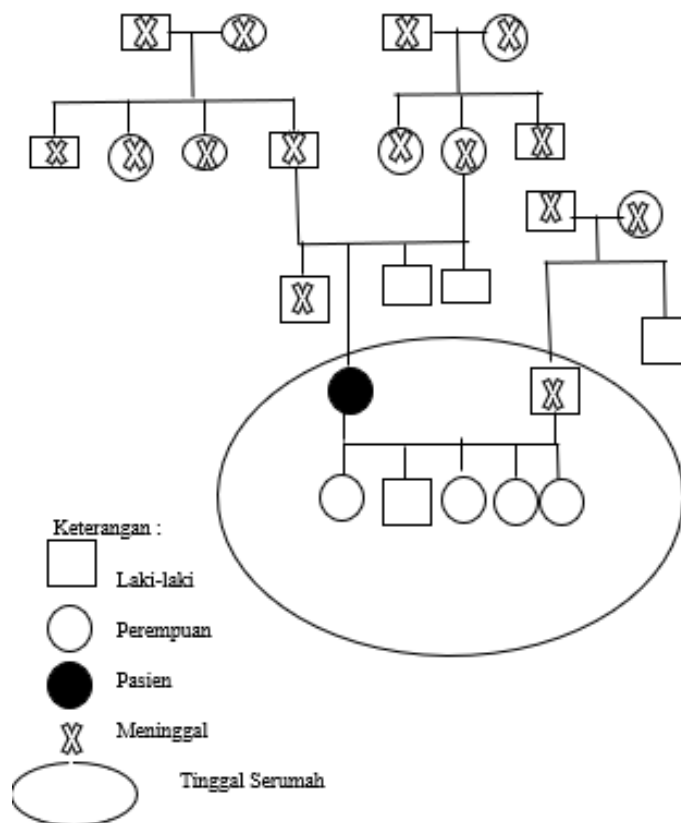 Keterangan :
Laki-laki
Perempuan
Pasien
Meninggal
Tinggal Serumah